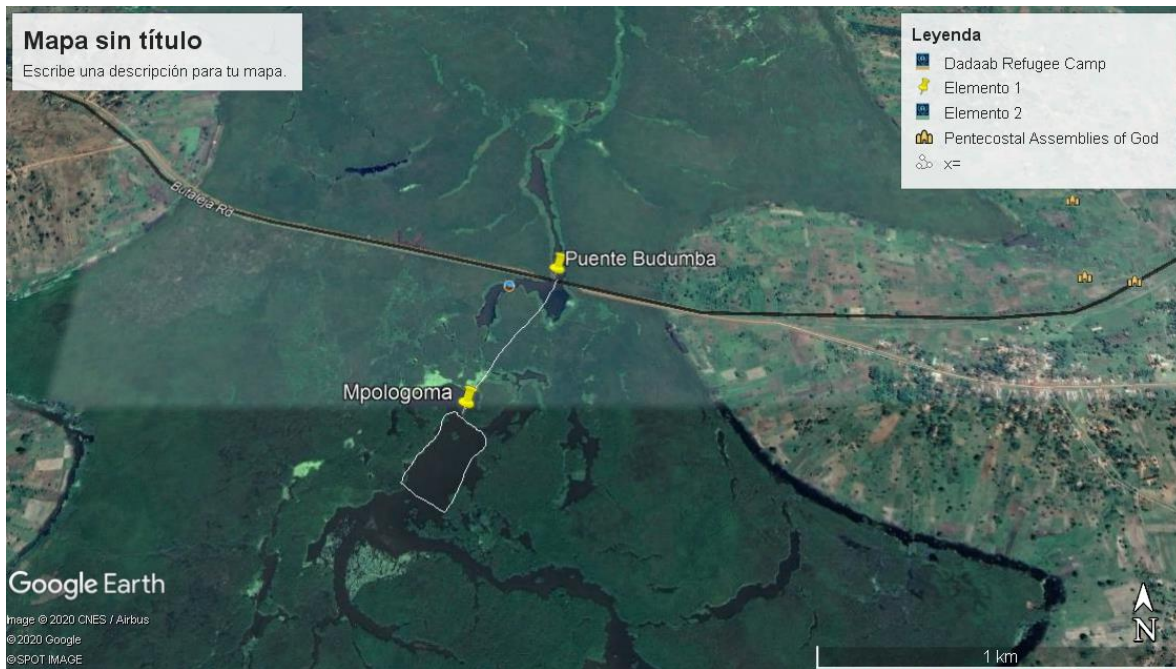 Mapa sin título
Escribe una descripción para tu mapa.
Leyenda
Dadaab Refugee Camp
Elemento 1
Elemento 2
Pentecostal Assemblies of God
x=
Butaleja Rd
Puente Budumba
Mpologoma
Google Earth
mage © 2020 CNES / Airbus
© 2020 Google
© SPOT IMAGE
N
1 km